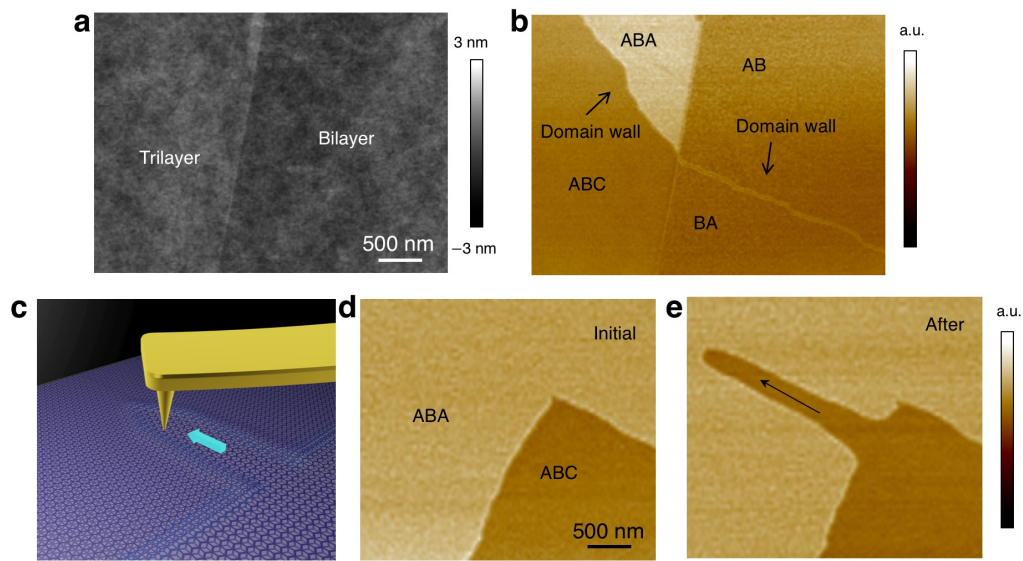 a
3 nm
Trilayer
Bilayer
500 nm
−3 nm
b
a.u.
ABA
AB
Domain wall
Domain wall
ABC
BA
c
d
Initial
ABA
ABC
500 nm
e
a.u.
After